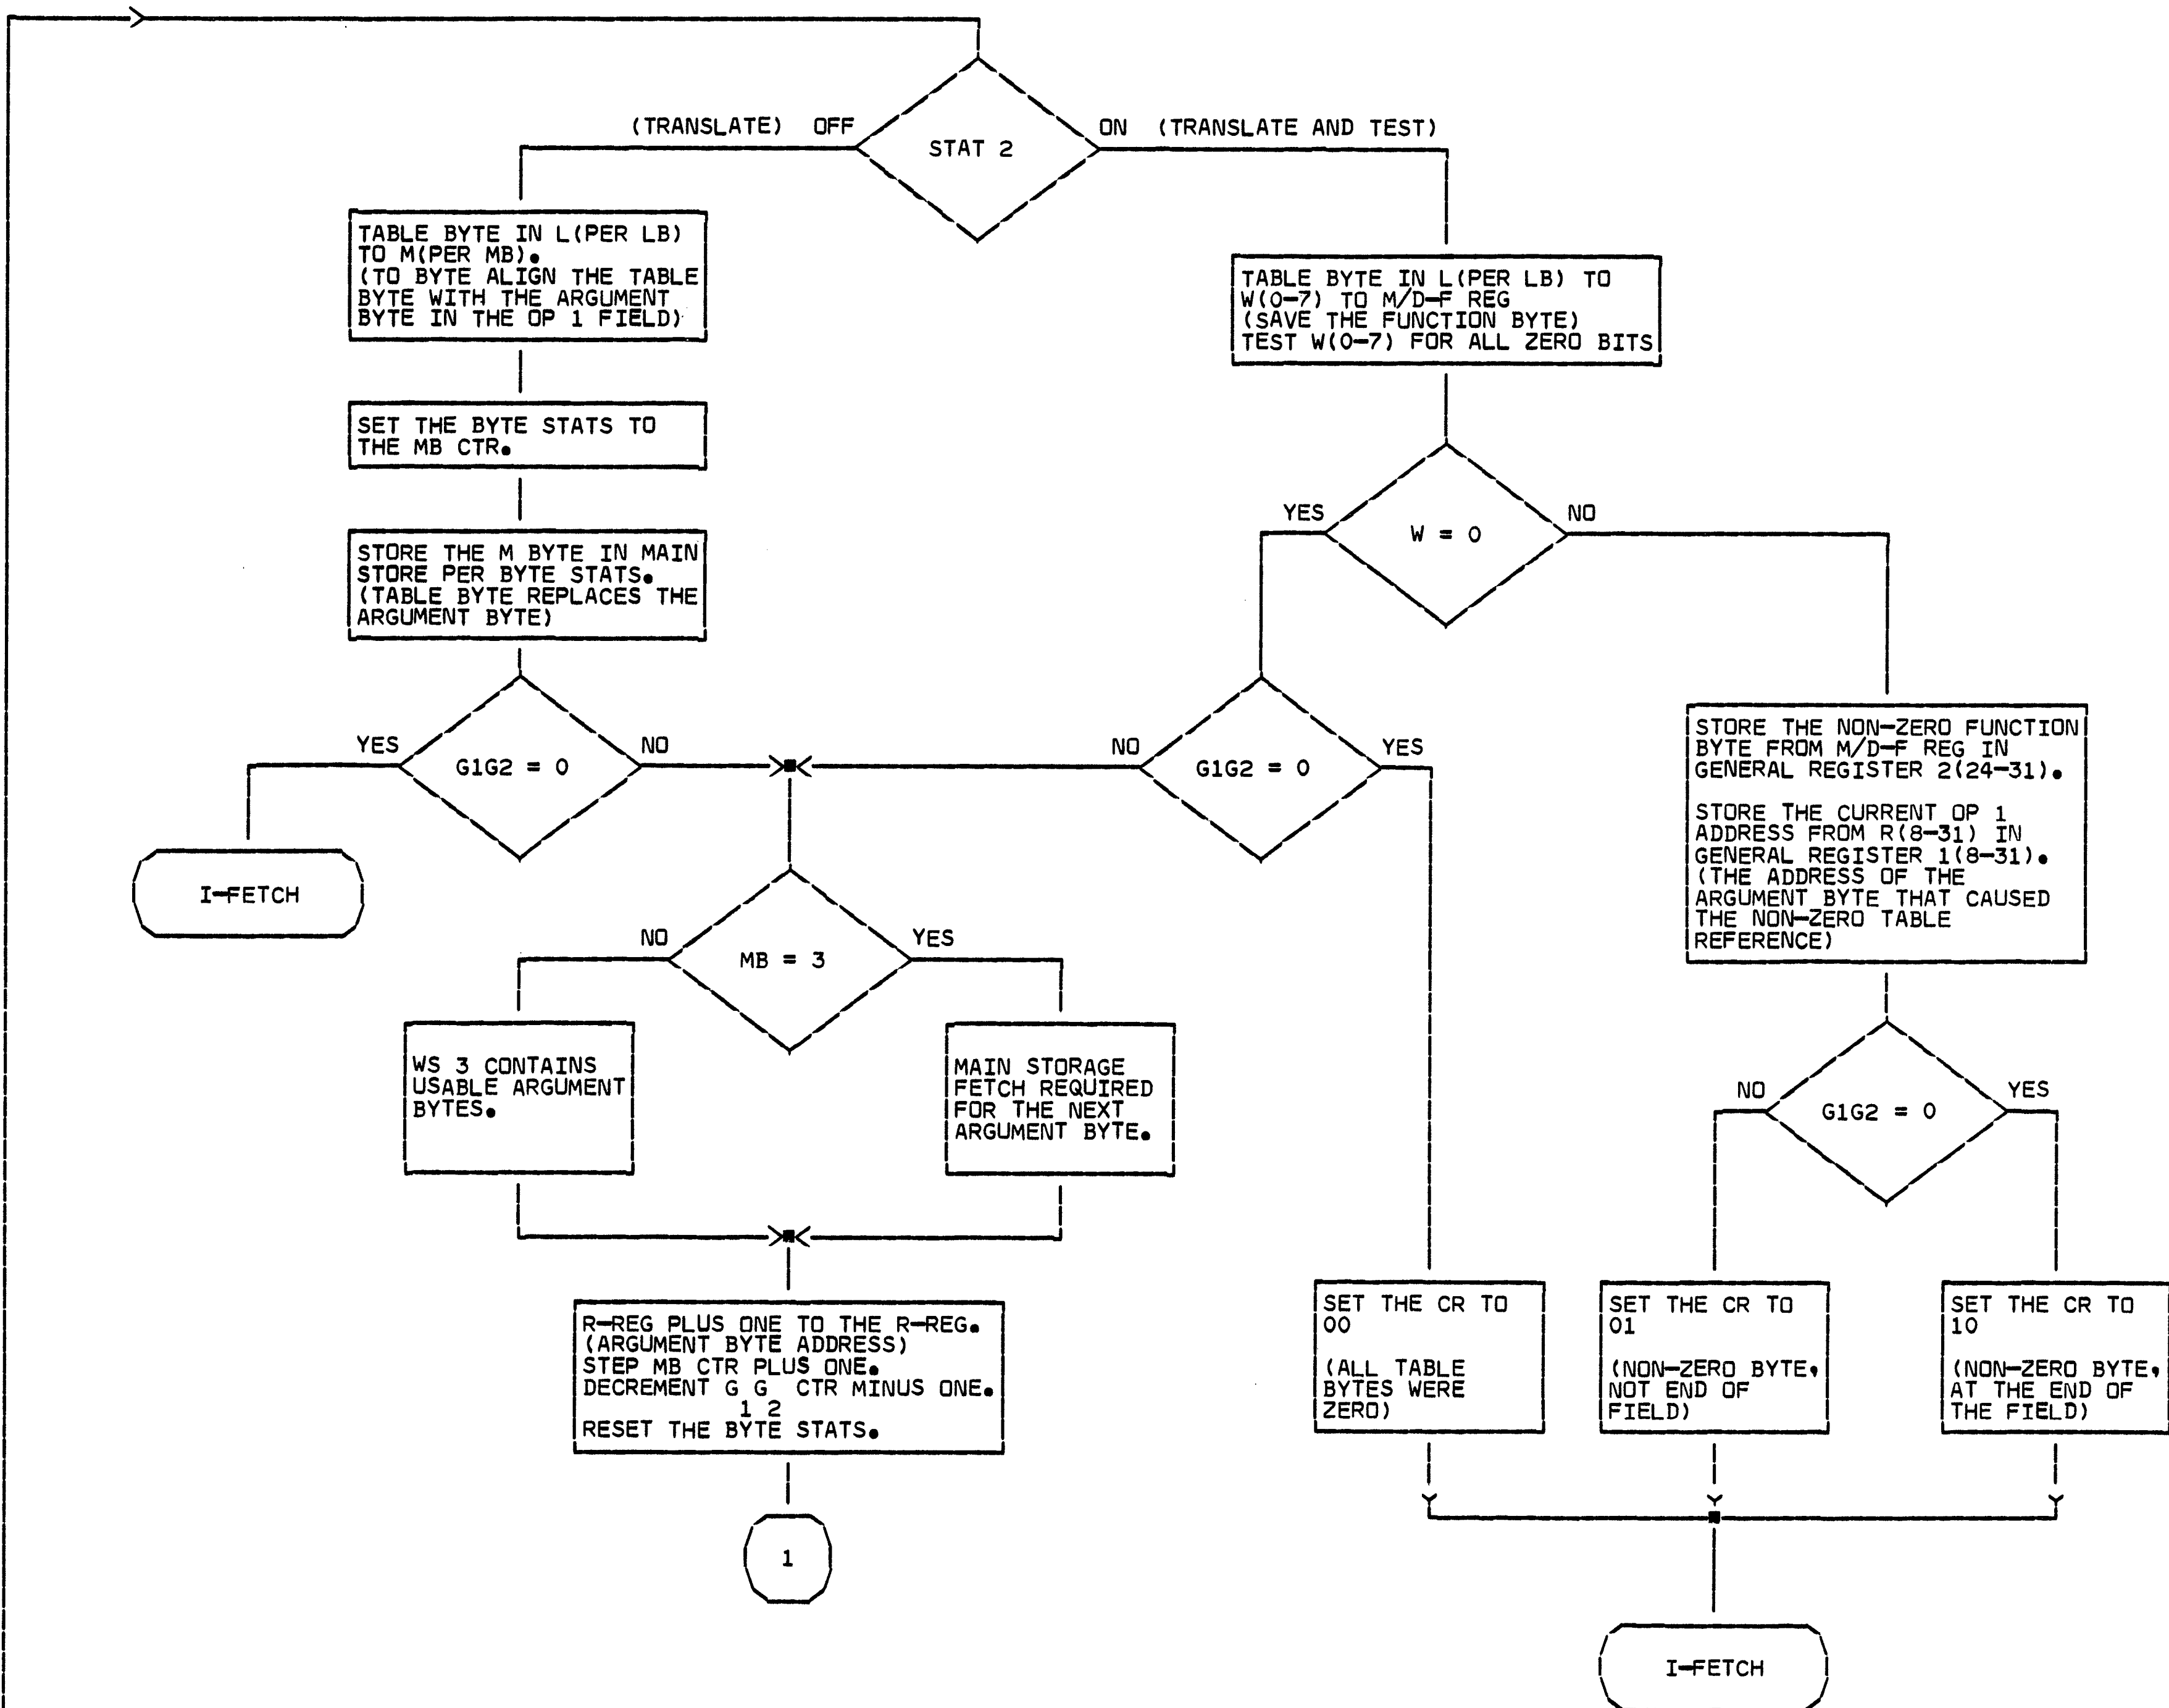 (TRANSLATE) OFF
ON (TRANSLATE AND TEST)
STAT 2
TABLE BYTE IN L(PER LB)
TO M(PER MB).
(TO BYTE ALIGN THE TABLE
BYTE WITH THE ARGUMENT
BYTE IN THE OP 1 FIELD)
TABLE BYTE IN L(PER LB) TO
W(0-7) TO M/D-F REG
(SAVE THE FUNCTION BYTE)
TEST W(0-7) FOR ALL ZERO BITS
SET THE BYTE STATS TO
THE MB CTR.
STORE THE M BYTE IN MAIN
STORE PER BYTE STATS.
(TABLE BYTE REPLACES THE
ARGUMENT BYTE)
YES
W = 0
NO
YES
G1G2 = 0
NO
NO
G1G2 = 0
YES
STORE THE NON-ZERO FUNCTION
BYTE FROM M/D-F REG IN
GENERAL REGISTER 2(24-31).
STORE THE CURRENT OP 1
ADDRESS FROM R(8-31) IN
GENERAL REGISTER 1(8-31).
(THE ADDRESS OF THE
ARGUMENT BYTE THAT CAUSED
THE NON-ZERO TABLE
REFERENCE)
I-FETCH
NO
MB = 3
YES
WS 3 CONTAINS
USABLE ARGUMENT
BYTES.
MAIN STORAGE
FETCH REQUIRED
FOR THE NEXT
ARGUMENT BYTE.
NO
G1G2 = 0
YES
R-REG PLUS ONE TO THE R-REG.
(ARGUMENT BYTE ADDRESS)
STEP MB CTR PLUS ONE.
DECREMENT G G CTR MINUS ONE.
1 2
RESET THE BYTE STATS.
SET THE CR TO
00
(ALL TABLE
BYTES WERE
ZERO)
SET THE CR TO
01
(NON-ZERO BYTE,
NOT END OF
FIELD)
SET THE CR TO
10
(NON-ZERO BYTE,
AT THE END OF
THE FIELD)
1
I-FETCH